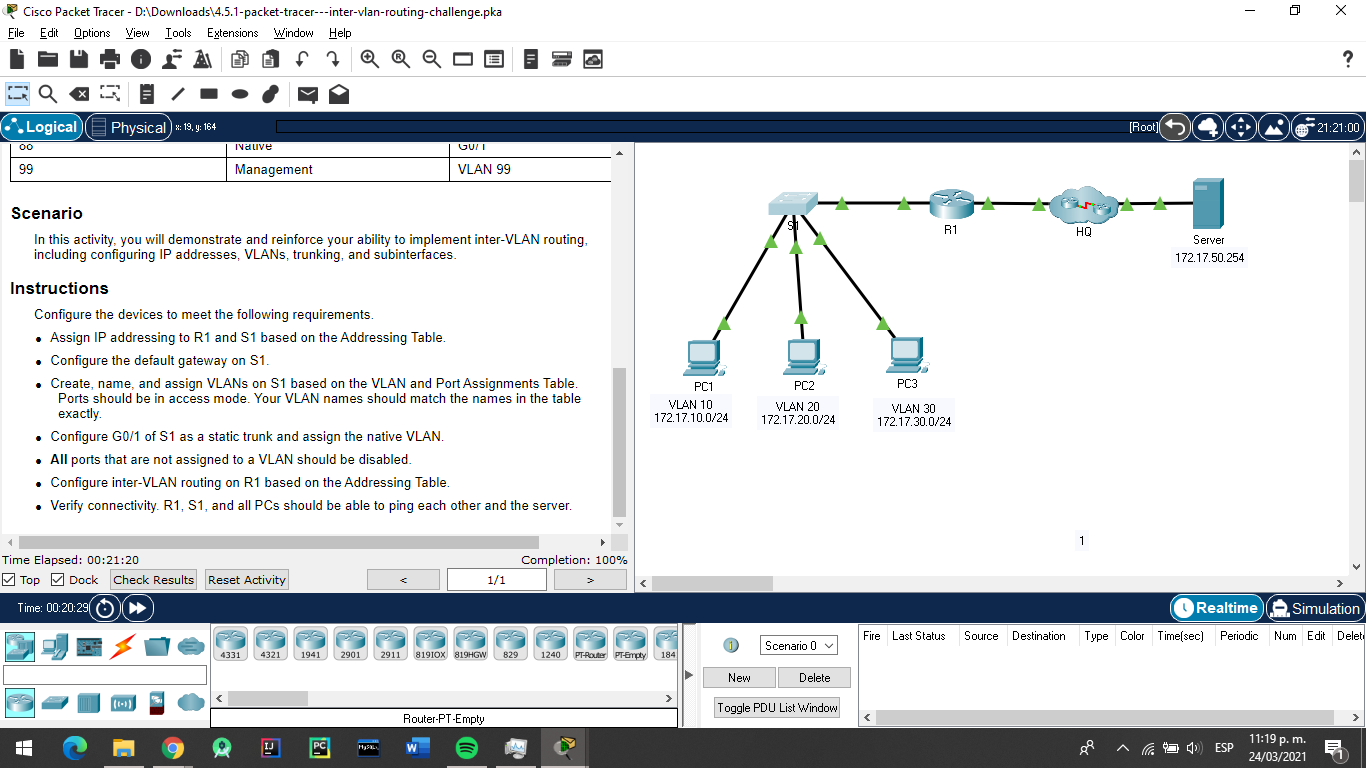 Cisco Packet Tracer - D:\Downloads\4.5.1-packet-tracer---inter-vlan-routing-challenge.pka
File Edit Options View Tools Extensions Window Help
Logical Physical x: 19, y: 164 [Root] 21:21:00
88 Native G0/1
99 Management VLAN 99
Scenario
In this activity, you will demonstrate and reinforce your ability to implement inter-VLAN routing,
including configuring IP addresses, VLANs, trunking, and subinterfaces.
Instructions
Configure the devices to meet the following requirements.
● Assign IP addressing to R1 and S1 based on the Addressing Table.
● Configure the default gateway on S1.
● Create, name, and assign VLANs on S1 based on the VLAN and Port Assignments Table.
Ports should be in access mode. Your VLAN names should match the names in the table
exactly.
● Configure G0/1 of S1 as a static trunk and assign the native VLAN.
● All ports that are not assigned to a VLAN should be disabled.
● Configure inter-VLAN routing on R1 based on the Addressing Table.
● Verify connectivity. R1, S1, and all PCs should be able to ping each other and the server.
Time Elapsed: 00:21:20 Completion: 100%
Top Dock Check Results Reset Activity < 1/1 >
S1
R1
HQ
Server
172.17.50.254
PC1
VLAN 10
172.17.10.0/24
PC2
VLAN 20
172.17.20.0/24
PC3
VLAN 30
172.17.30.0/24
1
Time: 00:20:29 Realtime Simulation
4331 4321 1941 2901 2911 819IOX 819HGW 829 1240 PT-Router PT-Empty 184
Router-PT-Empty
Scenario 0
New Delete
Toggle PDU List Window
Fire Last Status Source Destination Type Color Time(sec) Periodic Num Edit Delet
IJ PC MySQL W ESP
11:19 p. m.
24/03/2021
1